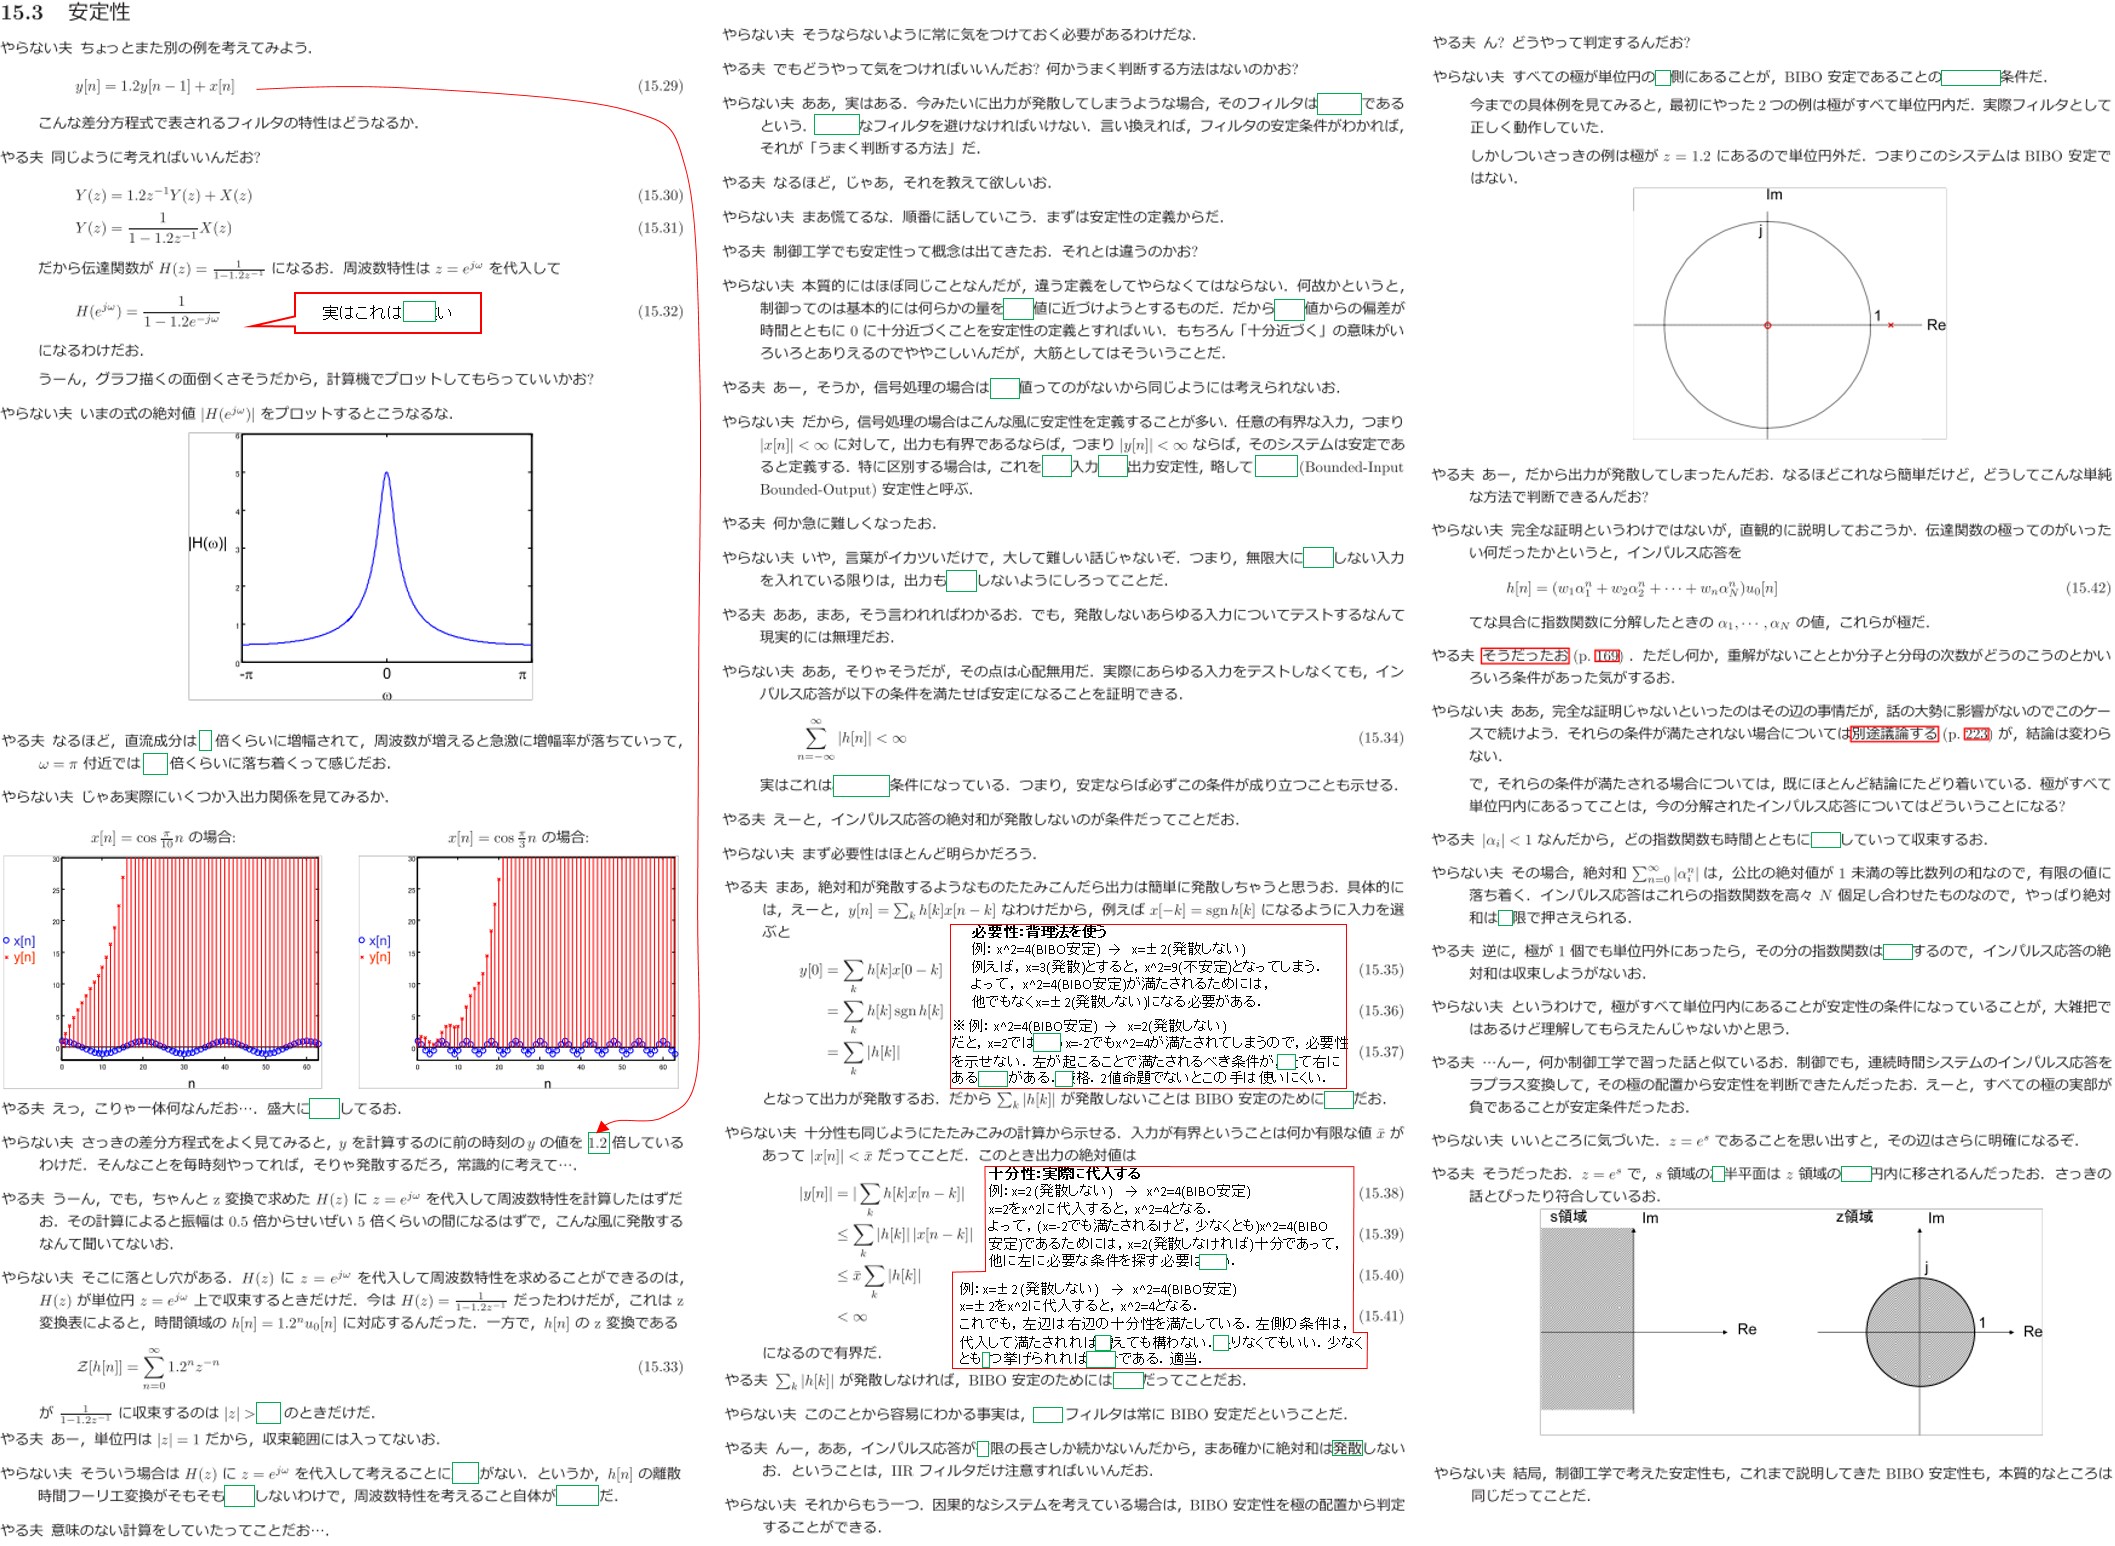 15.3 安定性
やらない夫 ちょっとまた別の例を考えてみよう．
y[n] = 1.2y[n − 1] + x[n] (15.29)
こんな差分方程式で表されるフィルタの特性はどうなるか．
やる夫 同じように考えればいいんだお?
Y(z) = 1.2z^{-1}Y(z) + X(z) (15.30)
Y(z) = \frac{1}{1 − 1.2z^{-1}}X(z) (15.31)
だから伝達関数が H(z) = \frac{1}{1−1.2z^{-1}} になるお．周波数特性は z = e^{jω} を代入して
H(e^{jω}) = \frac{1}{1 − 1.2e^{-jω}} (15.32)
実はこれは い
になるわけだお．
うーん，グラフ描くの面倒くさそうだから，計算機でプロットしてもらっていいかお?
やらない夫 いまの式の絶対値 |H(e^{jω})| をプロットするとこうなるな．
6
5
4
|H(ω)| 3
2
1
0
-π 0 π
ω
やる夫 なるほど，直流成分は 倍くらいに増幅されて，周波数が増えると急激に増幅率が落ちていって，
ω = π 付近では 倍くらいに落ち着くって感じだお．
やらない夫 じゃあ実際にいくつか入出力関係を見てみるか．
x[n] = cos \frac{π}{10}n の場合: x[n] = cos \frac{π}{3}n の場合:
30 25 20 15 10 5 0
x[n]
y[n]
0 10 20 30 40 50 60
n
30 25 20 15 10 5 0
x[n]
y[n]
0 10 20 30 40 50 60
n
やる夫 えっ，こりゃ一体何なんだお…．盛大に してるお．
やらない夫 さっきの差分方程式をよく見てみると，y を計算するのに前の時刻の y の値を 1.2 倍している
わけだ．そんなことを毎時刻やってれば，そりゃ発散するだろ，常識的に考えて…．
やる夫 うーん，でも，ちゃんと z 変換で求めた H(z) に z = e^{jω} を代入して周波数特性を計算したはずだ
お．その計算によると振幅は 0.5 倍からせいぜい 5 倍くらいの間になるはずで，こんな風に発散する
なんて聞いてないお．
やらない夫 そこに落とし穴がある．H(z) に z = e^{jω} を代入して周波数特性を求めることができるのは，
H(z) が単位円 z = e^{jω} 上で収束するときだけだ．今は H(z) = \frac{1}{1−1.2z^{-1}} だったわけだが，これは z
変換表によると，時間領域の h[n] = 1.2^n u_0[n] に対応するんだった．一方で，h[n] の z 変換である
Z[h[n]] = \sum_{n=0}^{∞} 1.2^n z^{-n} (15.33)
が \frac{1}{1−1.2z^{-1}} に収束するのは |z| > のときだけだ．
やる夫 あー，単位円は |z| = 1 だから，収束範囲には入ってないお．
やらない夫 そういう場合は H(z) に z = e^{jω} を代入して考えることに がない．というか，h[n] の離散
時間フーリエ変換がそもそも しないわけで，周波数特性を考えること自体が だ．
やる夫 意味のない計算をしていたってことだお…．
やらない夫 そうならないように常に気をつけておく必要があるわけだな．
やる夫 でもどうやって気をつければいいんだお? 何かうまく判断する方法はないのかお?
やらない夫 ああ，実はある．今みたいに出力が発散してしまうような場合，そのフィルタは である
という． なフィルタを避けなければいけない．言い換えれば，フィルタの安定条件がわかれば，
それが「うまく判断する方法」だ．
やる夫 なるほど，じゃあ，それを教えて欲しいお．
やらない夫 まあ慌てるな．順番に話していこう．まずは安定性の定義からだ．
やる夫 制御工学でも安定性って概念は出てきたお．それとは違うのかお?
やらない夫 本質的にはほぼ同じことなんだが，違う定義をしてやらなくてはならない．何故かというと，
制御ってのは基本的には何らかの量を 値に近づけようとするものだ．だから 値からの偏差が
時間とともに 0 に十分近づくことを安定性の定義とすればいい．もちろん「十分近づく」の意味がい
ろいろとありえるのでややこしいんだが，大筋としてはそういうことだ．
やる夫 あー，そうか，信号処理の場合は 値ってのがないから同じようには考えられないお．
やらない夫 だから，信号処理の場合はこんな風に安定性を定義することが多い．任意の有界な入力，つまり
|x[n]| < ∞ に対して，出力も有界であるならば，つまり |y[n]| < ∞ ならば，そのシステムは安定であ
ると定義する．特に区別する場合は，これを 入力 出力安定性，略して (Bounded-Input
Bounded-Output) 安定性と呼ぶ．
やる夫 何か急に難しくなったお．
やらない夫 いや，言葉がイカツいだけで，大して難しい話じゃないぞ．つまり，無限大に しない入力
を入れている限りは，出力も しないようにしろってことだ．
やる夫 ああ，まあ，そう言われればわかるお．でも，発散しないあらゆる入力についてテストするなんて
現実的には無理だお．
やらない夫 ああ，そりゃそうだが，その点は心配無用だ．実際にあらゆる入力をテストしなくても，イン
パルス応答が以下の条件を満たせば安定になることを証明できる．
\sum_{n=−∞}^{∞} |h[n]| < ∞ (15.34)
実はこれは 条件になっている．つまり，安定ならば必ずこの条件が成り立つことも示せる．
やる夫 えーと，インパルス応答の絶対和が発散しないのが条件だってことだお．
やらない夫 まず必要性はほとんど明らかだろう．
やる夫 まあ，絶対和が発散するようなものたたみこんだら出力は簡単に発散しちゃうと思うお．具体的に
は，えーと，y[n] = \sum_k h[k]x[n − k] なわけだから，例えば x[−k] = sgn h[k] になるように入力を選
ぶと
y[0] = \sum_k h[k]x[0 − k] (15.35)
= \sum_k h[k] sgn h[k] (15.36)
= \sum_k |h[k]| (15.37)
必要性：背理法を使う
例：x^2=4(BIBO安定) → x=±2(発散しない)
例えば，x=3(発散)とすると，x^2=9(不安定)となってしまう．
よって，x^2=4(BIBO安定)が満たされるためには，
他でもなくx=±2(発散しない)になる必要がある．
※例：x^2=4(BIBO安定) → x=2(発散しない)
だと，x=2では x=-2でもx^2=4が満たされてしまうので，必要性
を示せない．左が起こることで満たされるべき条件が て右に
ある がある． 格．2値命題でないとこの手は使いにくい．
となって出力が発散するお．だから \sum_k |h[k]| が発散しないことは BIBO 安定のために だお．
やらない夫 十分性も同じようにたたみこみの計算から示せる．入力が有界ということは何か有限な値 x̄ が
あって |x[n]| < x̄ だってことだ．このとき出力の絶対値は
|y[n]| = |\sum_k h[k]x[n − k]| (15.38)
≤ \sum_k |h[k]| |x[n − k]| (15.39)
≤ x̄ \sum_k |h[k]| (15.40)
< ∞ (15.41)
十分性：実際に代入する
例：x=2(発散しない) → x^2=4(BIBO安定)
x=2をx^2に代入すると，x^2=4となる．
よって，(x=-2でも満たされるけど，少なくとも)x^2=4(BIBO
安定)であるためには，x=2(発散しなければ)十分であって，
他に左に必要な条件を探す必要は ．
例：x=±2(発散しない) → x^2=4(BIBO安定)
x=±2をx^2に代入すると，x^2=4となる．
これでも，左辺は右辺の十分性を満たしている．左側の条件は，
代入して満たされれば えても構わない． りなくてもいい．少なく
とも つ挙げられれば である．適当．
になるので有界だ．
やる夫 \sum_k |h[k]| が発散しなければ，BIBO 安定のためには だってことだお．
やらない夫 このことから容易にわかる事実は， フィルタは常に BIBO 安定だということだ．
やる夫 んー，ああ，インパルス応答が 限の長さしか続かないんだから，まあ確かに絶対和は発散しない
お．ということは，IIR フィルタだけ注意すればいいんだお．
やらない夫 それからもう一つ．因果的なシステムを考えている場合は，BIBO 安定性を極の配置から判定
することができる．
やる夫 ん? どうやって判定するんだお?
やらない夫 すべての極が単位円の 側にあることが，BIBO 安定であることの 条件だ．
今までの具体例を見てみると，最初にやった 2 つの例は極がすべて単位円内だ．実際フィルタとして
正しく動作していた．
しかしついさっきの例は極が z = 1.2 にあるので単位円外だ．つまりこのシステムは BIBO 安定で
はない．
Im
j
1
Re
やる夫 あー，だから出力が発散してしまったんだお．なるほどこれなら簡単だけど，どうしてこんな単純
な方法で判断できるんだお?
やらない夫 完全な証明というわけではないが，直観的に説明しておこうか．伝達関数の極ってのがいった
い何だったかというと，インパルス応答を
h[n] = (w_1α_1^n + w_2α_2^n + · · · + w_nα_N^n)u_0[n] (15.42)
てな具合に指数関数に分解したときの α_1, · · · , α_N の値，これらが極だ．
やる夫 そうだったお (p. 169) ．ただし何か，重解がないこととか分子と分母の次数がどうのこうのとかい
ろいろ条件があった気がするお．
やらない夫 ああ，完全な証明じゃないといったのはその辺の事情だが，話の大勢に影響がないのでこのケー
スで続けよう．それらの条件が満たされない場合については別途議論する (p. 223) が，結論は変わら
ない．
で，それらの条件が満たされる場合については，既にほとんど結論にたどり着いている．極がすべて
単位円内にあるってことは，今の分解されたインパルス応答についてはどういうことになる?
やる夫 |α_i| < 1 なんだから，どの指数関数も時間とともに していって収束するお．
やらない夫 その場合，絶対和 \sum_{n=0}^{∞} |α_i^n| は，公比の絶対値が 1 未満の等比数列の和なので，有限の値に
落ち着く．インパルス応答はこれらの指数関数を高々 N 個足し合わせたものなので，やっぱり絶対
和は 限で押さえられる．
やる夫 逆に，極が 1 個でも単位円外にあったら，その分の指数関数は するので，インパルス応答の絶
対和は収束しようがないお．
やらない夫 というわけで，極がすべて単位円内にあることが安定性の条件になっていることが，大雑把で
はあるけど理解してもらえたんじゃないかと思う．
やる夫 …んー，何か制御工学で習った話と似ているお．制御でも，連続時間システムのインパルス応答を
ラプラス変換して，その極の配置から安定性を判断できたんだったお．えーと，すべての極の実部が
負であることが安定条件だったお．
やらない夫 いいところに気づいた．z = e^s であることを思い出すと，その辺はさらに明確になるぞ．
やる夫 そうだったお．z = e^s で，s 領域の 半平面は z 領域の 円内に移されるんだったお．さっきの
話とぴったり符合しているお．
s領域 Im z領域 Im
j
Re 1 Re
やらない夫 結局，制御工学で考えた安定性も，これまで説明してきた BIBO 安定性も，本質的なところは
同じだってことだ．